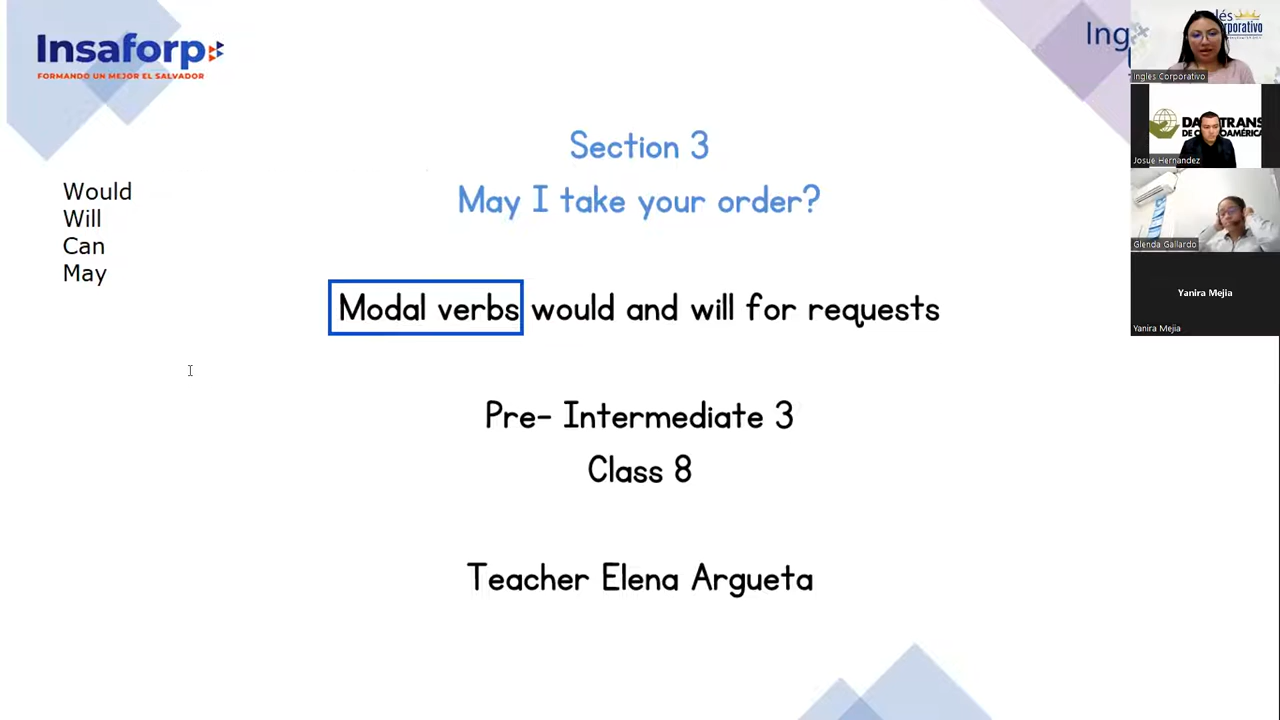 Insaforp
FORMANDO UN MEJOR EL SALVADOR
Ing
Inglés Corporativo
Josue Hernandez
Glenda Gallardo
Yanira Mejia
Yanira Mejia
Section 3
May I take your order?
Would
Will
Can
May
Modal verbs would and will for requests
Pre- Intermediate 3
Class 8
Teacher Elena Argueta